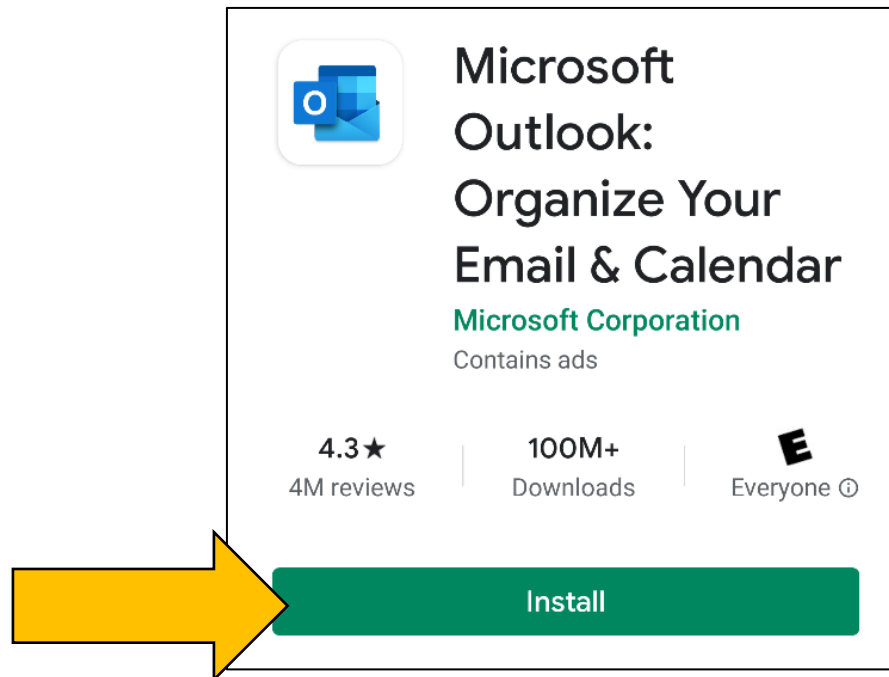 Microsoft
Outlook:
Organize Your
Email & Calendar
Microsoft Corporation
Contains ads
4.3★ 100M+ E
4M reviews Downloads Everyone ⓘ
Install